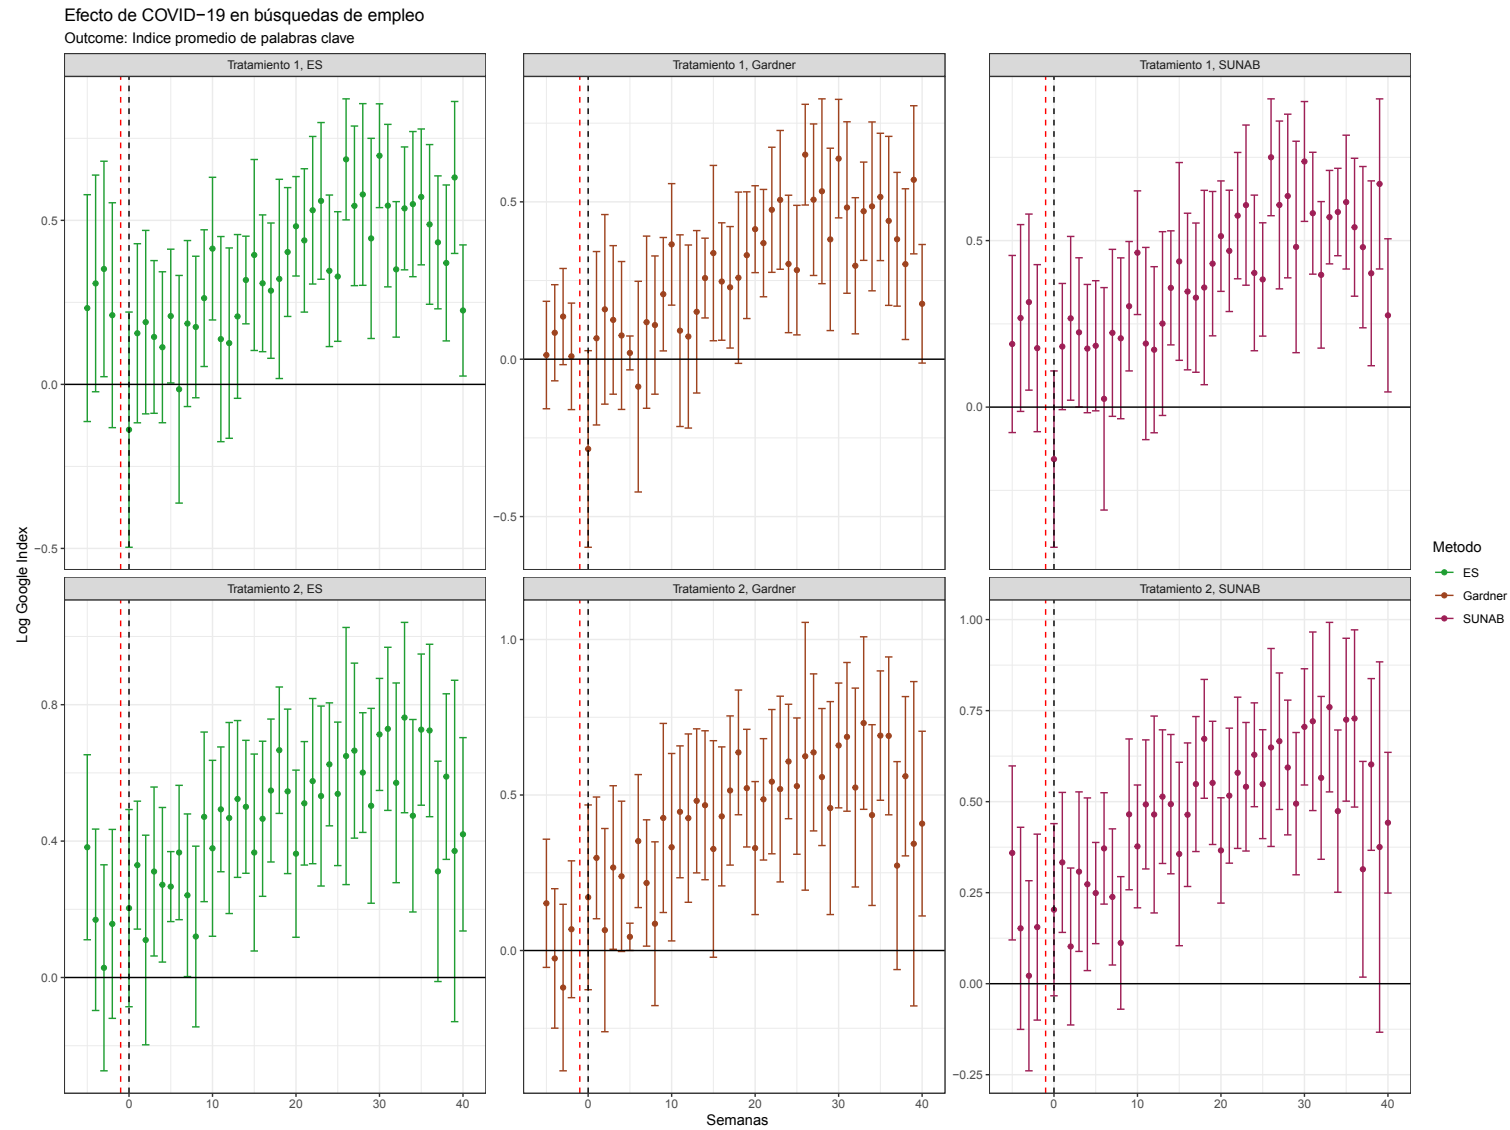 Efecto de COVID−19 en búsquedas de empleo
Outcome: Indice promedio de palabras clave
Tratamiento 1, ES
Tratamiento 1, Gardner
Tratamiento 1, SUNAB
0.5
0.0
−0.5
0.5
0.0
−0.5
0.5
0.0
Log Google Index
Tratamiento 2, ES
Tratamiento 2, Gardner
Tratamiento 2, SUNAB
0.8
0.4
0.0
1.0
0.5
0.0
1.00
0.75
0.50
0.25
0.00
−0.25
0 10 20 30 40
0 10 20 30 40
0 10 20 30 40
Semanas
Metodo
ES
Gardner
SUNAB